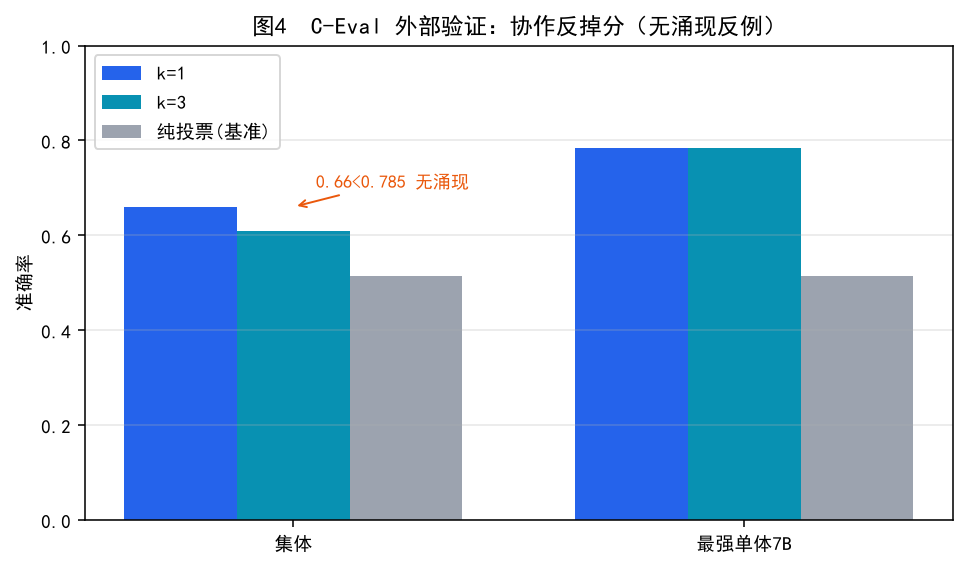 图4  C-Eval 外部验证：协作反掉分（无涌现反例）
k=1
k=3
纯投票(基准)
0.66<0.785 无涌现
准确率
1.0
0.8
0.6
0.4
0.2
0.0
集体
最强单体7B